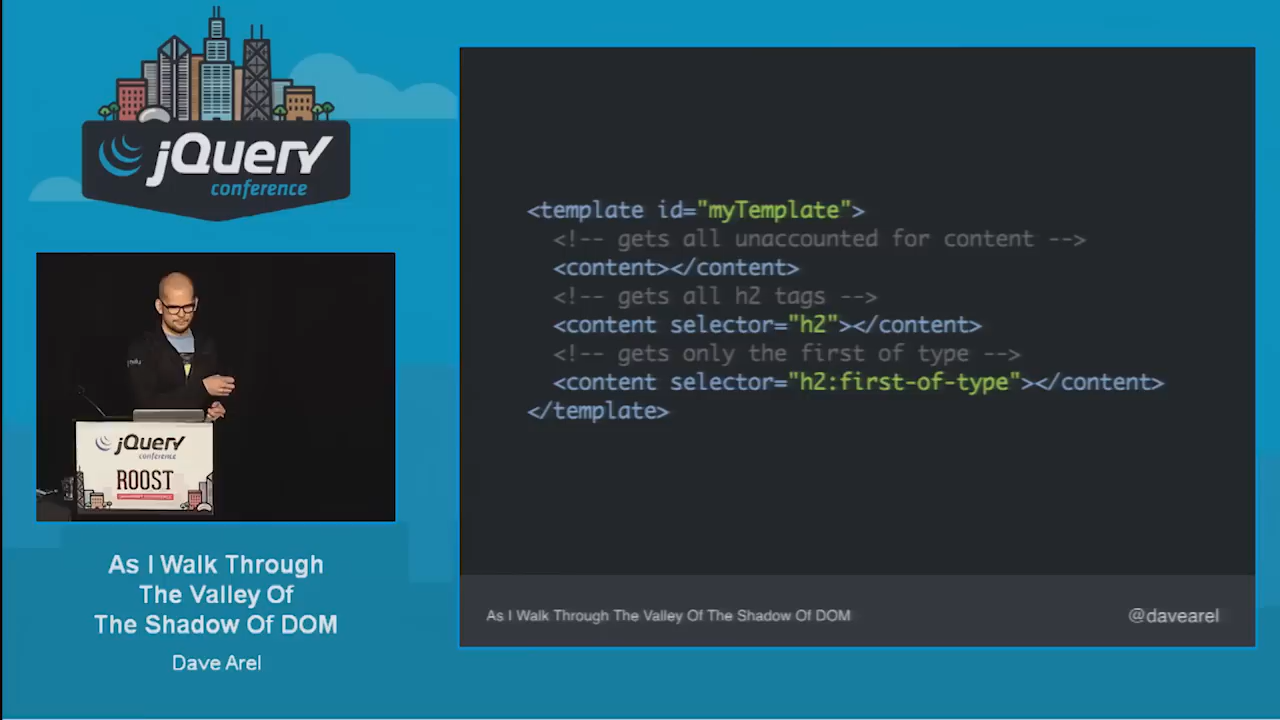 jQuery
conference
jQuery
conference
ROOST
As I Walk Through
The Valley Of
The Shadow Of DOM
Dave Arel
<template id="myTemplate">
<!-- gets all unaccounted for content -->
<content></content>
<!-- gets all h2 tags -->
<content selector="h2"></content>
<!-- gets only the first of type -->
<content selector="h2:first-of-type"></content>
</template>
As I Walk Through The Valley Of The Shadow Of DOM
@davearel